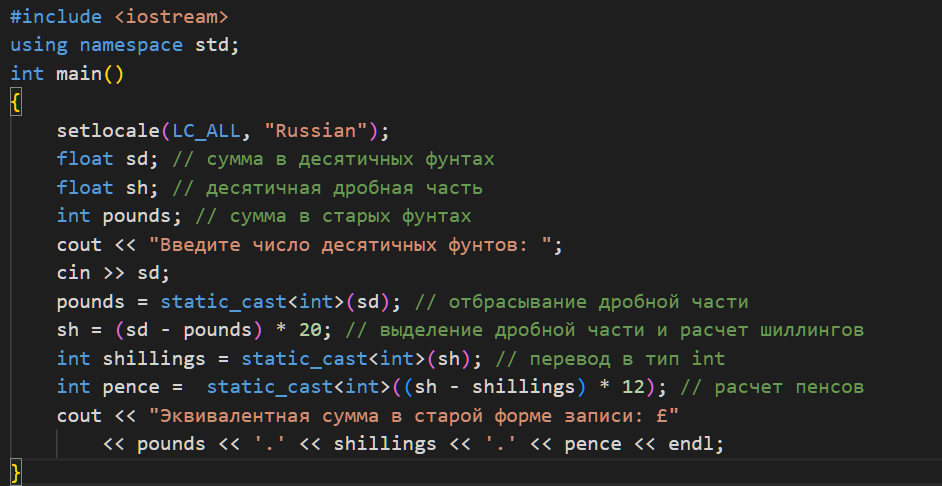 #include <iostream>
using namespace std;
int main()
{
    setlocale(LC_ALL, "Russian");
    float sd; // сумма в десятичных фунтах
    float sh; // десятичная дробная часть
    int pounds; // сумма в старых фунтах
    cout << "Введите число десятичных фунтов: ";
    cin >> sd;
    pounds = static_cast<int>(sd); // отбрасывание дробной части
    sh = (sd - pounds) * 20; // выделение дробной части и расчет шиллингов
    int shillings = static_cast<int>(sh); // перевод в тип int
    int pence =  static_cast<int>((sh - shillings) * 12); // расчет пенсов
    cout << "Эквивалентная сумма в старой форме записи: £"
        << pounds << '.' << shillings << '.' << pence << endl;
}